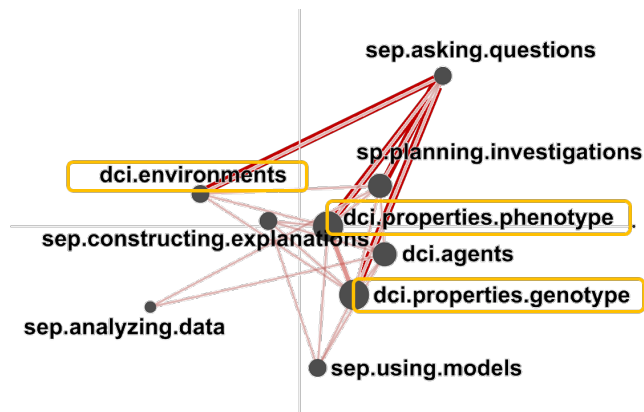 sep.asking.questions
sp.planning.investigations
dci.environments
dci.properties.phenotype
sep.constructing.explanations
dci.agents
dci.properties.genotype
sep.analyzing.data
sep.using.models